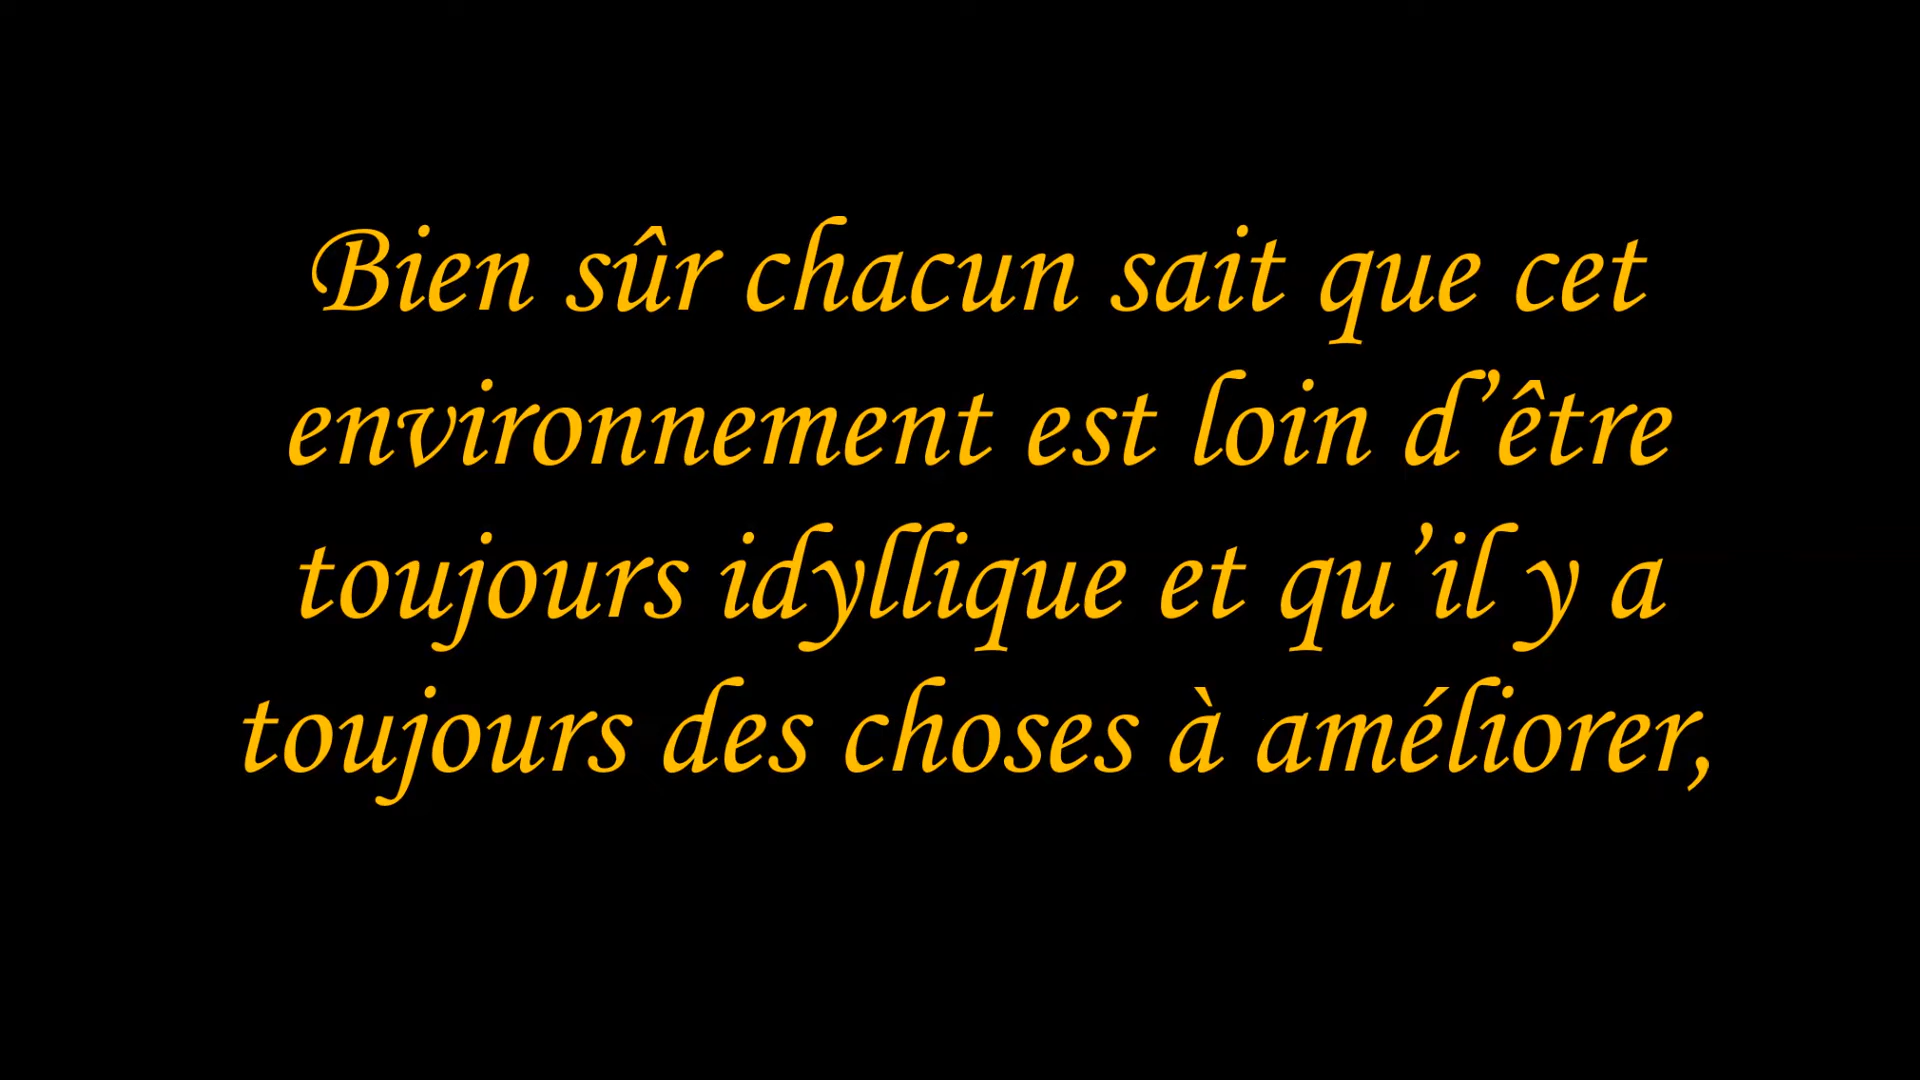 Bien sûr chacun sait que cet
environnement est loin d’être
toujours idyllique et qu’il y a
toujours des choses à améliorer,